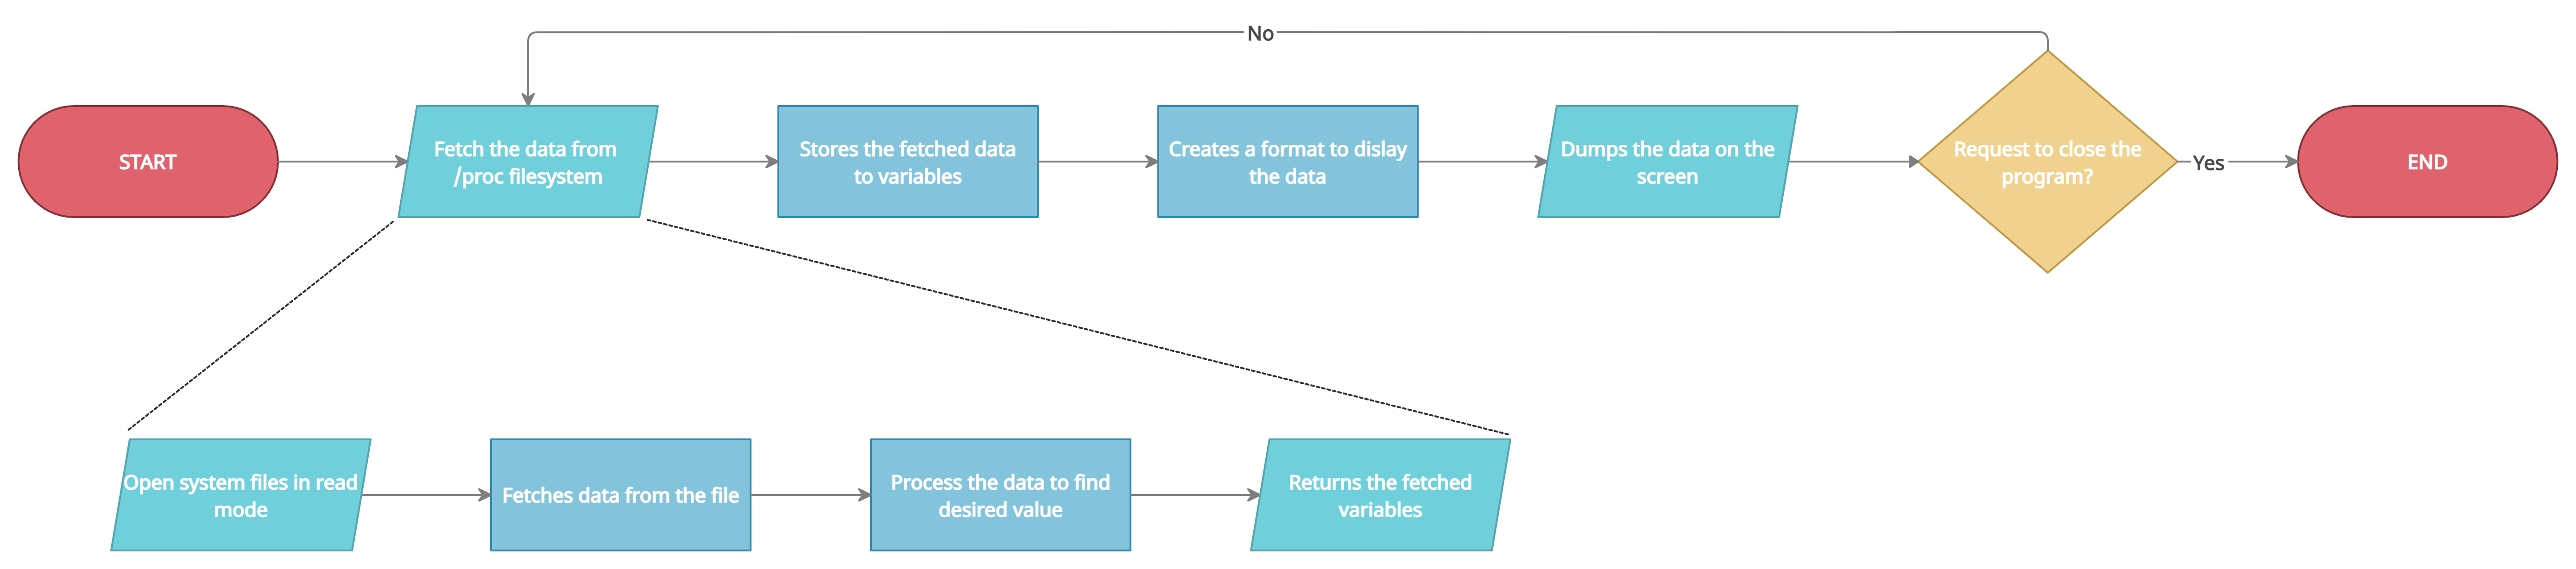 No
START
Fetch the data from
/proc filesystem
Stores the fetched data
to variables
Creates a format to dislay
the data
Dumps the data on the
screen
Request to close the
program?
Yes
END
Open system files in read
mode
Fetches data from the file
Process the data to find
desired value
Returns the fetched
variables